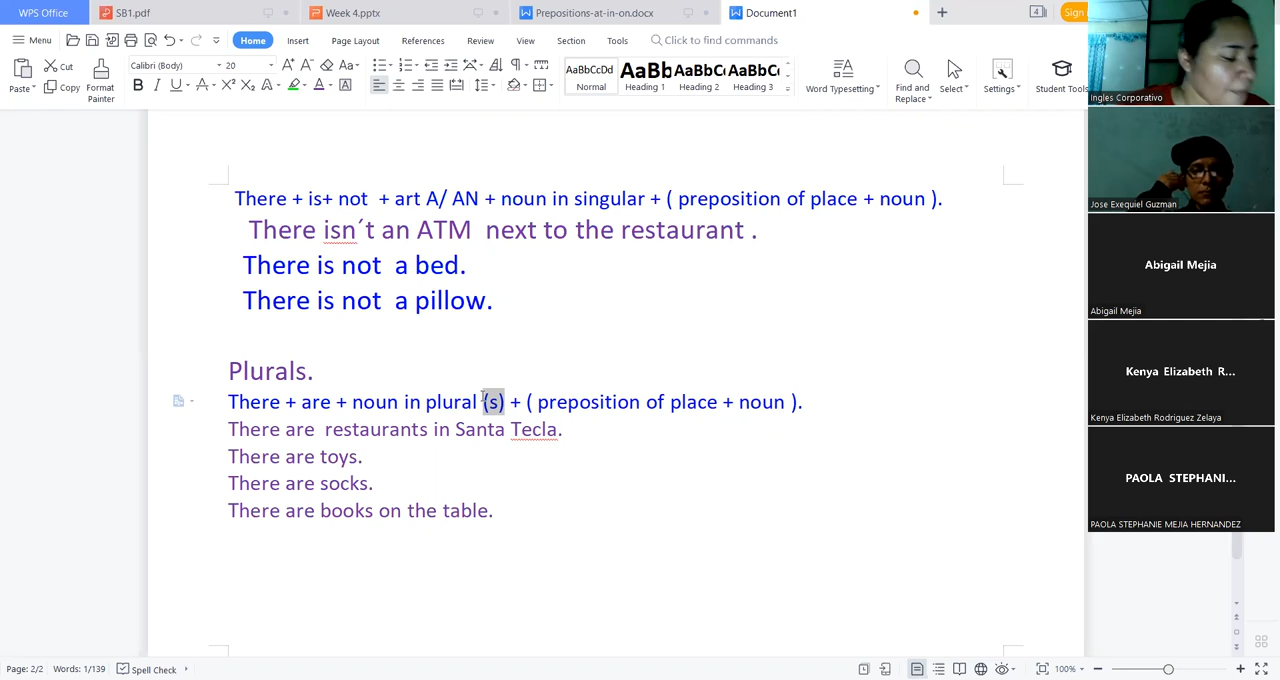 WPS Office
SB1.pdf
Week 4.pptx
Prepositions-at-in-on.docx
Document1
4
Sign
Menu
Home
Insert
Page Layout
References
Review
View
Section
Tools
Click to find commands
Paste
Cut
Copy
Format Painter
Calibri (Body)
20
AaBbCcDd
Normal
AaBb
Heading 1
AaBbC
Heading 2
AaBbC
Heading 3
Word Typesetting
Find and Replace
Select
Settings
Student Tools
There + is+ not + art A/ AN + noun in singular + ( preposition of place + noun ).
There isn´t an ATM next to the restaurant .
There is not a bed.
There is not a pillow.
Plurals.
There + are + noun in plural (s) + ( preposition of place + noun ).
There are restaurants in Santa Tecla.
There are toys.
There are socks.
There are books on the table.
Ingles Corporativo
Jose Exequiel Guzman
Abigail Mejia
Abigail Mejia
Kenya Elizabeth R...
Kenya Elizabeth Rodriguez Zelaya
PAOLA STEPHANI...
PAOLA STEPHANIE MEJIA HERNANDEZ
Page: 2/2
Words: 1/139
Spell Check
100%